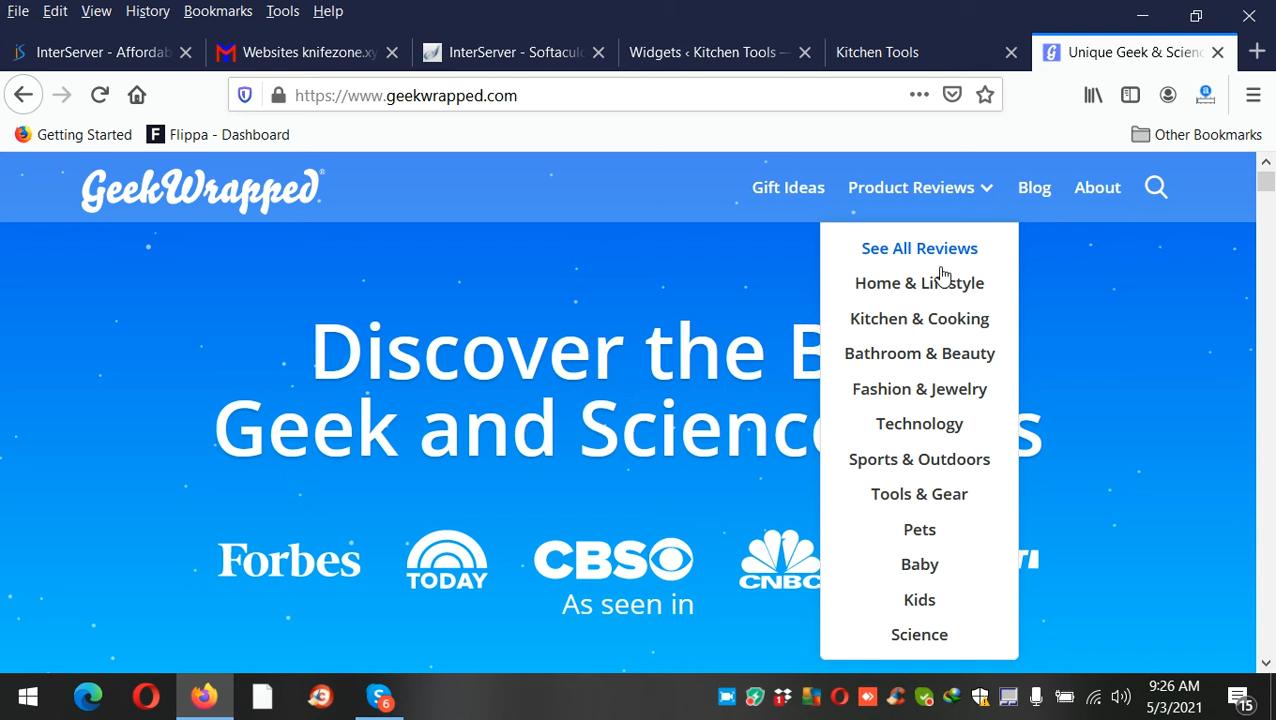 File Edit View History Bookmarks Tools Help
InterServer - Affordab Websites knifezone.xy InterServer - Softacul Widgets ‹ Kitchen Tools — Kitchen Tools Unique Geek & Scienc
https://www.geekwrapped.com
Getting Started Flippa - Dashboard Other Bookmarks
GeekWrapped® Gift Ideas Product Reviews Blog About
See All Reviews
Home & Lifestyle
Kitchen & Cooking
Bathroom & Beauty
Fashion & Jewelry
Technology
Sports & Outdoors
Tools & Gear
Pets
Baby
Kids
Science
Discover the B
Geek and Scienc s
Forbes TODAY CBS CNBC
As seen in
6
9:26 AM
5/3/2021
15